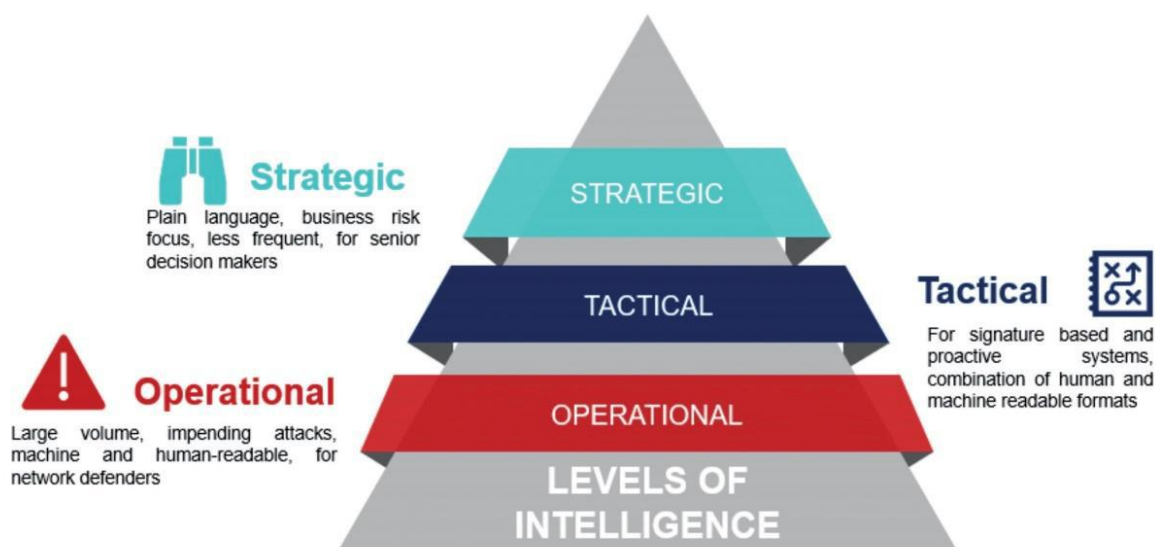 Strategic
Plain language, business risk
focus, less frequent, for senior
decision makers
STRATEGIC
TACTICAL
Tactical
For signature based and
proactive systems,
combination of human and
machine readable formats
Operational
Large volume, impending attacks,
machine and human-readable, for
network defenders
OPERATIONAL
LEVELS OF
INTELLIGENCE